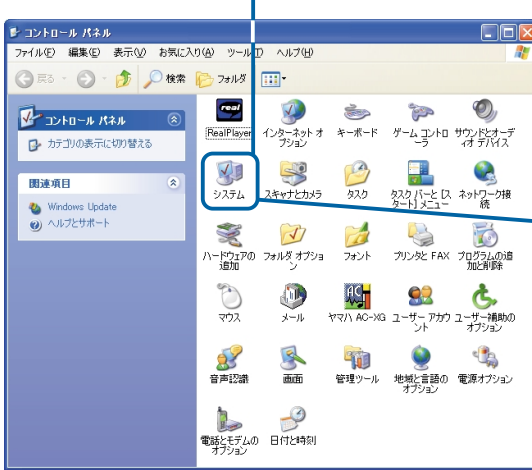 コントロール パネル
ファイル(F) 編集(E) 表示(V) お気に入り(A) ツール(T) ヘルプ(H)
戻る 検索 フォルダ
コントロール パネル
カテゴリの表示に切り替える
関連項目
Windows Update
ヘルプとサポート
real
RealPlayer
インターネット オ
プション
キーボード
ゲーム コントロ
ーラ
サウンドとオーデ
ィオ デバイス
システム
スキャナとカメラ
タスク
タスク バーと [ス
タート] メニュー
ネットワーク接
続
ハードウェアの
追加
フォルダ オプショ
ン
フォント
プリンタと FAX
プログラムの追
加と削除
マウス
メール
ヤマハ AC-XG
ユーザー アカウ
ント
ユーザー補助の
オプション
音声認識
画面
管理ツール
地域と言語の
オプション
電源オプション
電話とモデムの
オプション
日付と時刻